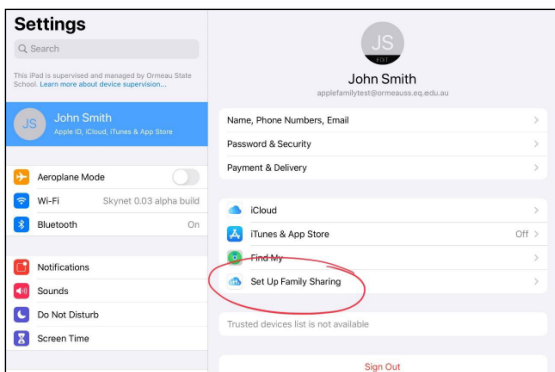 Settings
Search
This iPad is supervised and managed by Ormeau State
School. Learn more about device supervision...
JS
John Smith
Apple ID, iCloud, iTunes & App Store
Aeroplane Mode
Wi-Fi
Skynet 0.03 alpha build
Bluetooth
On
Notifications
Sounds
Do Not Disturb
Screen Time
JS
EDIT
John Smith
applefamilytest@ormeauss.eq.edu.au
Name, Phone Numbers, Email
Password & Security
Payment & Delivery
iCloud
iTunes & App Store
Off
Find My
Set Up Family Sharing
Trusted devices list is not available
Sign Out